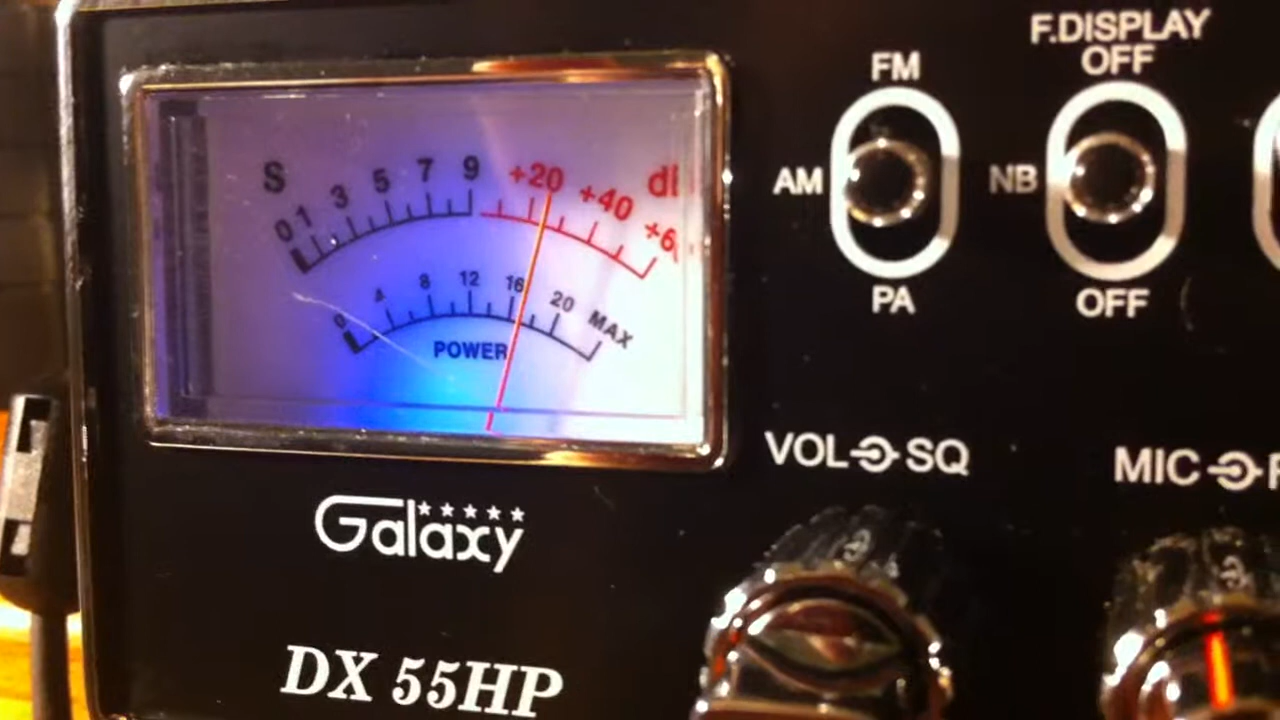 S 0 1 3 5 7 9 +20 +40 +6
0 4 8 12 16 20 MAX
POWER
FM
AM
PA
F.DISPLAY
OFF
NB
OFF
VOL SQ
MIC
Galaxy
DX 55HP